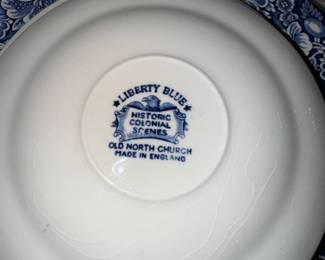 ★ LIBERTY BLUE ★
HISTORIC
COLONIAL
SCENES
OLD NORTH CHURCH
MADE IN ENGLAND